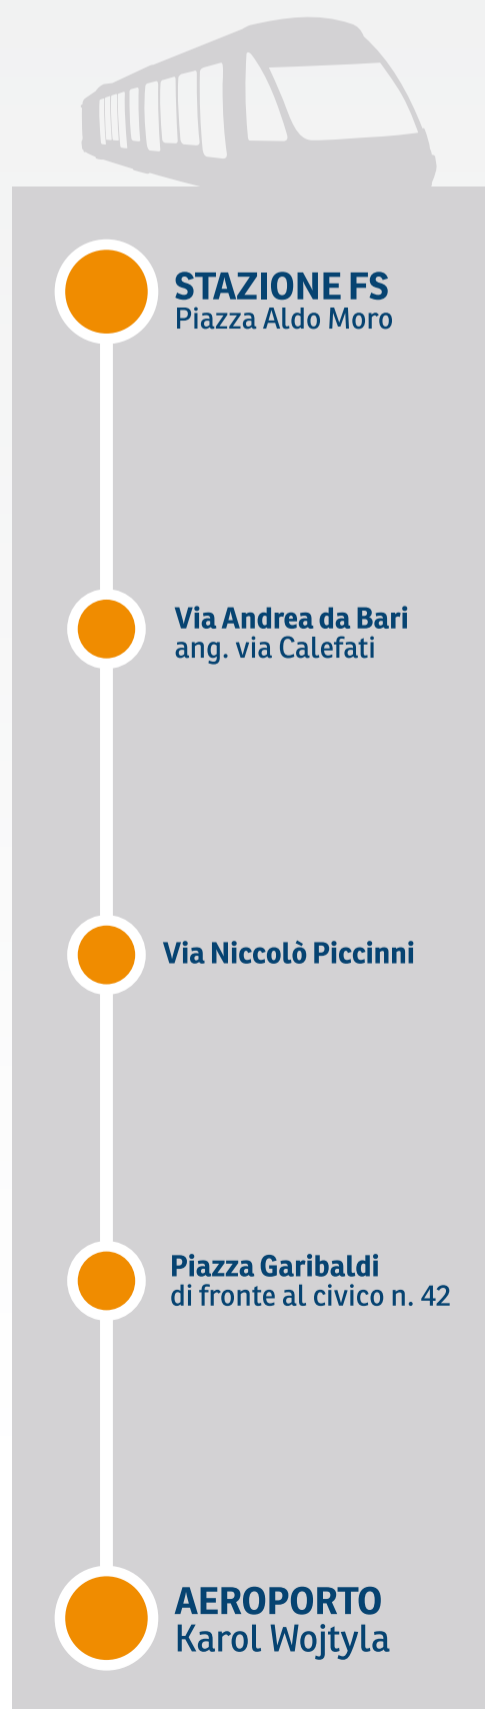 STAZIONE FS
Piazza Aldo Moro
Via Andrea da Bari
ang. via Calefati
Via Niccolò Piccinni
Piazza Garibaldi
di fronte al civico n. 42
AEROPORTO
Karol Wojtyla